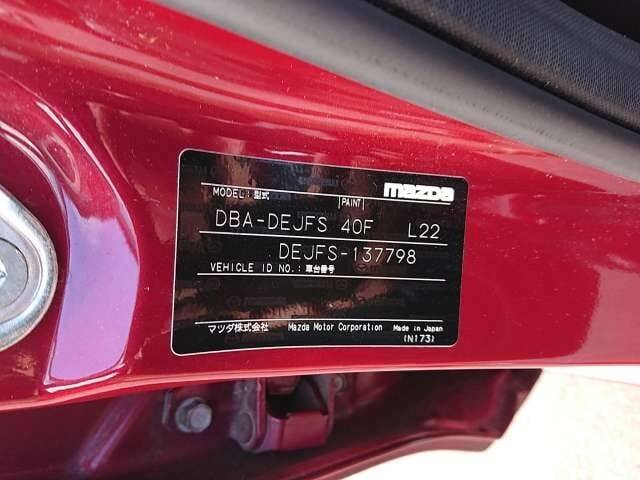 mazda
MODEL: 型式 PAINT
DBA-DEJFS 40F L22
DEJFS-137798
VEHICLE ID NO.: 車台番号
マツダ株式会社 Mazda Motor Corporation Made in Japan
(N173)